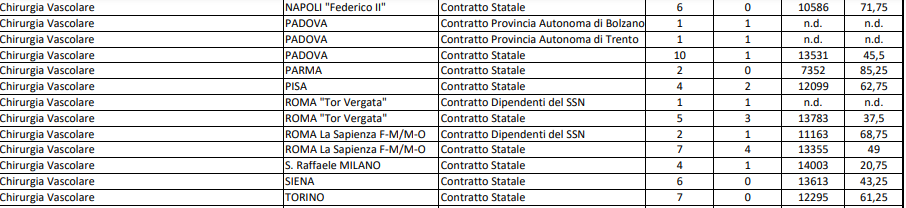 Chirurgia Vascolare NAPOLI "Federico II" Contratto Statale 6 0 10586 71,75
Chirurgia Vascolare PADOVA Contratto Provincia Autonoma di Bolzano 1 1 n.d. n.d.
Chirurgia Vascolare PADOVA Contratto Provincia Autonoma di Trento 1 1 n.d. n.d.
Chirurgia Vascolare PADOVA Contratto Statale 10 1 13531 45,5
Chirurgia Vascolare PARMA Contratto Statale 2 0 7352 85,25
Chirurgia Vascolare PISA Contratto Statale 4 2 12099 62,75
Chirurgia Vascolare ROMA "Tor Vergata" Contratto Dipendenti del SSN 1 1 n.d. n.d.
Chirurgia Vascolare ROMA "Tor Vergata" Contratto Statale 5 3 13783 37,5
Chirurgia Vascolare ROMA La Sapienza F-M/M-O Contratto Dipendenti del SSN 2 1 11163 68,75
Chirurgia Vascolare ROMA La Sapienza F-M/M-O Contratto Statale 7 4 13355 49
Chirurgia Vascolare S. Raffaele MILANO Contratto Statale 4 1 14003 20,75
Chirurgia Vascolare SIENA Contratto Statale 6 0 13613 43,25
Chirurgia Vascolare TORINO Contratto Statale 7 0 12295 61,25